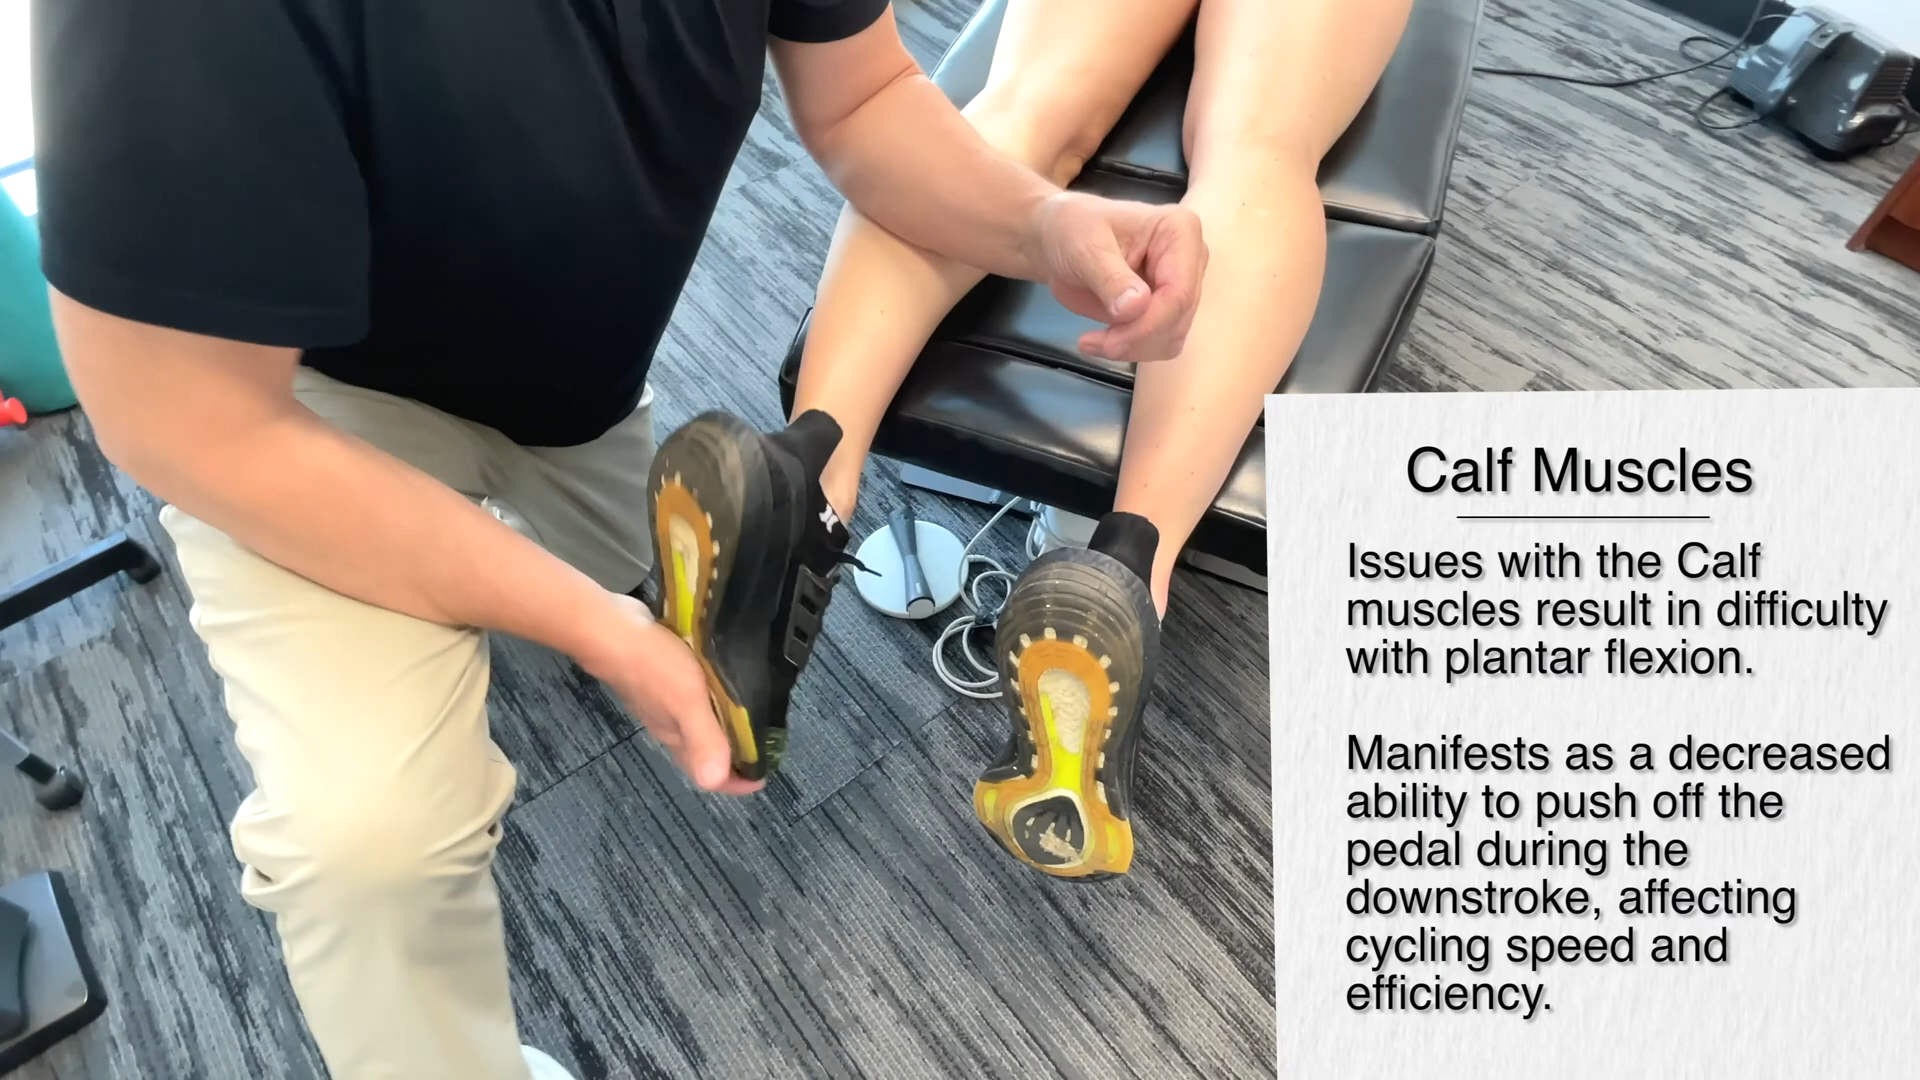 Calf Muscles
Issues with the Calf
muscles result in difficulty
with plantar flexion.
Manifests as a decreased
ability to push off the
pedal during the
downstroke, affecting
cycling speed and
efficiency.